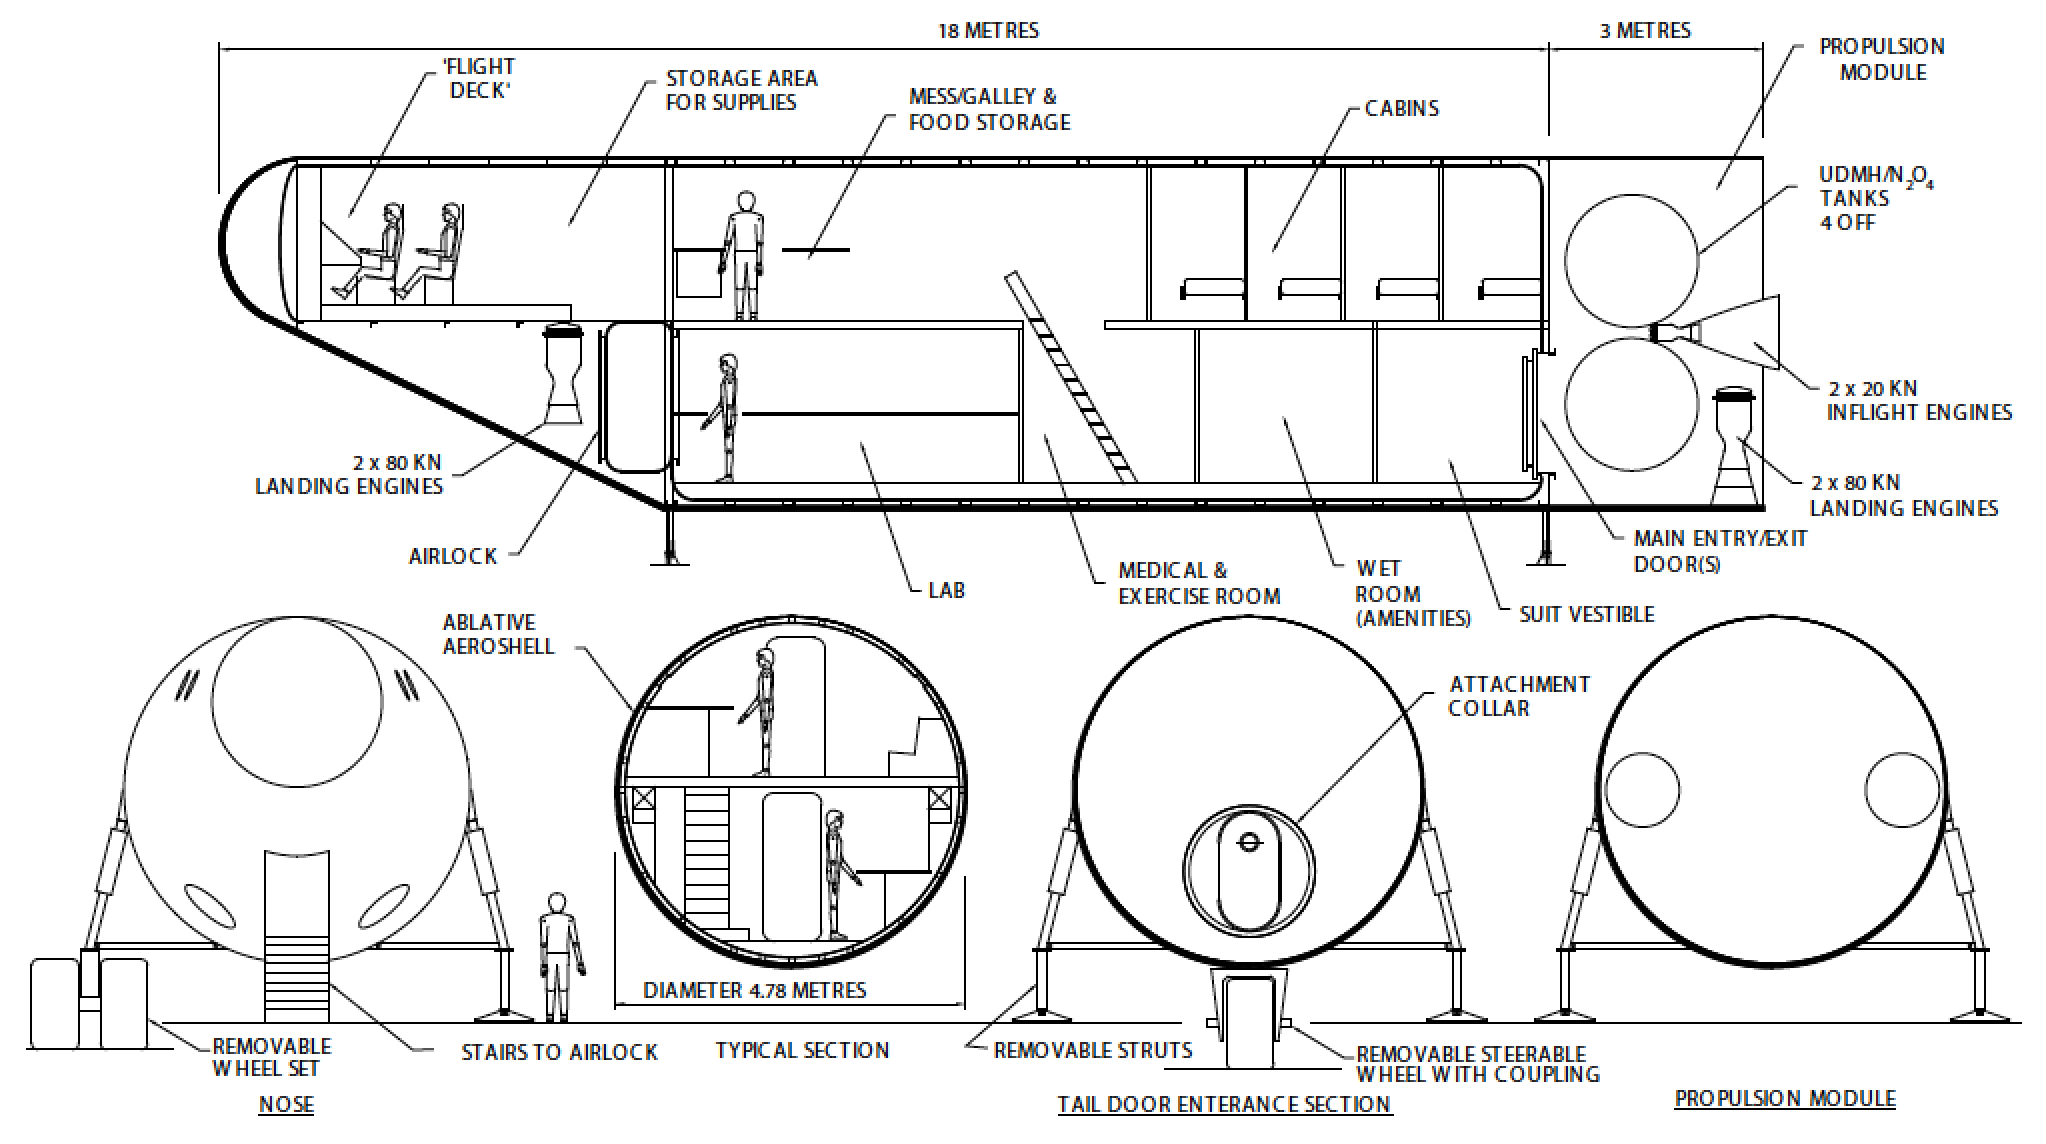 18 METRES
3 METRES
'FLIGHT
DECK'
STORAGE AREA
FOR SUPPLIES
MESS/GALLEY &
FOOD STORAGE
CABINS
PROPULSION
MODULE
UDMH/N2O4
TANKS
4 OFF
2 x 20 KN
INFLIGHT ENGINES
2 x 80 KN
LANDING ENGINES
2 x 80 KN
LANDING ENGINES
MAIN ENTRY/EXIT
DOOR(S)
AIRLOCK
LAB
MEDICAL &
EXERCISE ROOM
WET
ROOM
(AMENITIES)
SUIT VESTIBLE
ABLATIVE
AEROSHELL
ATTACHMENT
COLLAR
DIAMETER 4.78 METRES
REMOVABLE
WHEEL SET
STAIRS TO AIRLOCK
TYPICAL SECTION
REMOVABLE STRUTS
REMOVABLE STEERABLE
WHEEL WITH COUPLING
NOSE
TAIL DOOR ENTERANCE SECTION
PROPULSION MODULE